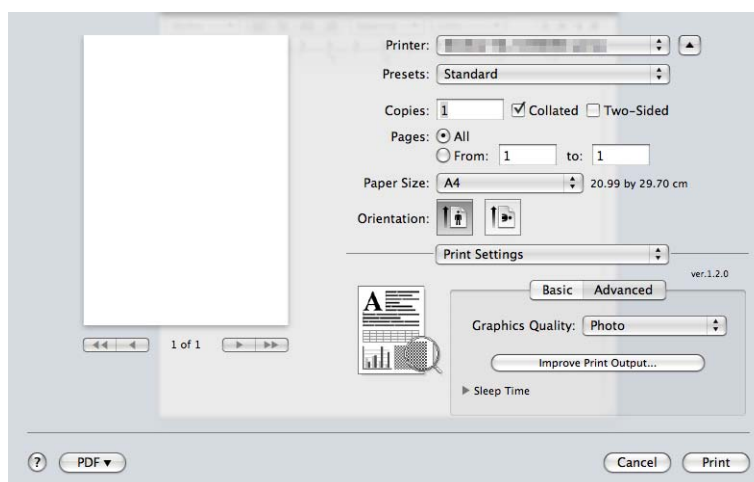 Printer:
Presets: Standard
Copies: 1 Collated Two-Sided
Pages: All
From: 1 to: 1
Paper Size: A4 20.99 by 29.70 cm
Orientation:
Print Settings
ver.1.2.0
Basic Advanced
A
Graphics Quality: Photo
1 of 1
Improve Print Output...
Sleep Time
? PDF Cancel Print